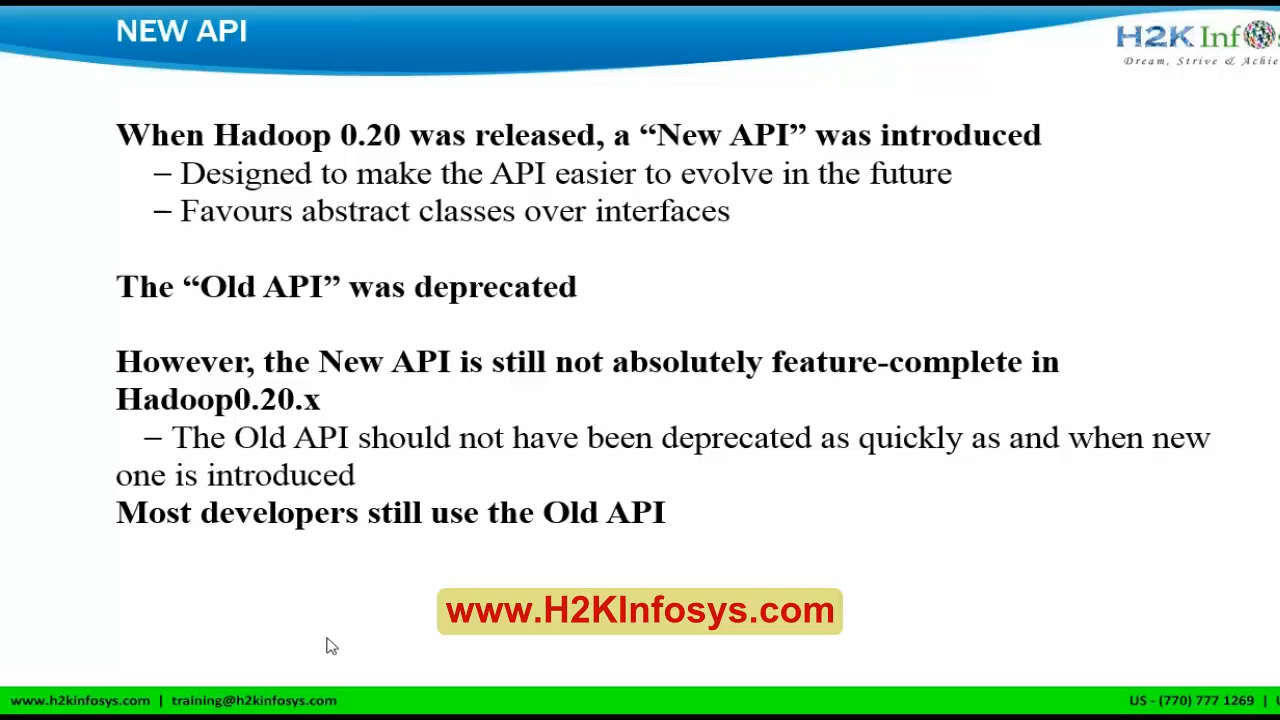 NEW API
H2K Inf
Dream, Strive & Achie
When Hadoop 0.20 was released, a “New API” was introduced
– Designed to make the API easier to evolve in the future
– Favours abstract classes over interfaces
The “Old API” was deprecated
However, the New API is still not absolutely feature-complete in
Hadoop0.20.x
– The Old API should not have been deprecated as quickly as and when new
one is introduced
Most developers still use the Old API
www.H2KInfosys.com
www.h2kinfosys.com | training@h2kinfosys.com
US - (770) 777 1269 |